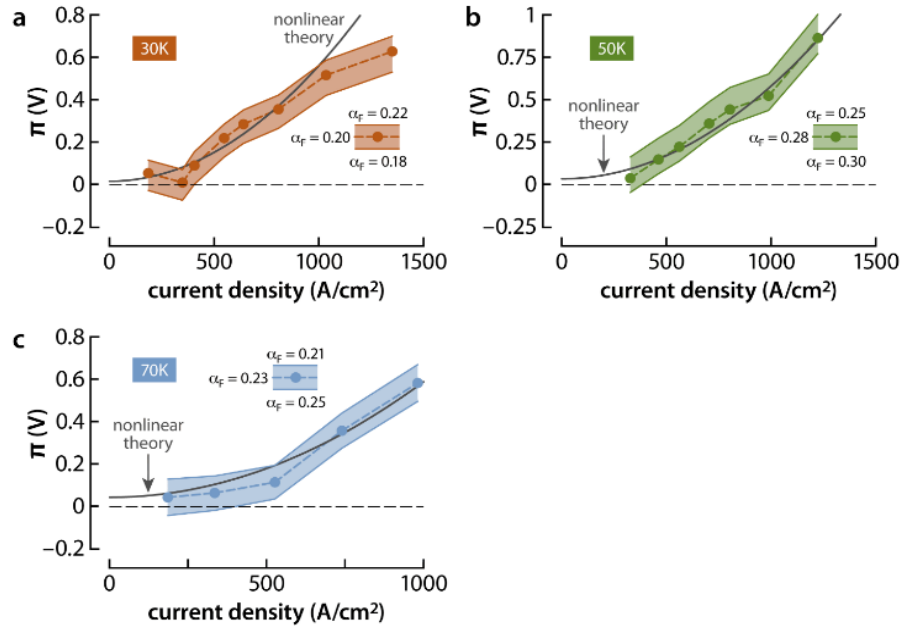 a
0.8
0.6
0.4
0.2
0
−0.2
π (V)
30K
nonlinear
theory
α_F = 0.22
α_F = 0.20
α_F = 0.18
0
500
1000
1500
current density (A/cm²)
b
1
0.75
0.5
0.25
0
−0.25
π (V)
50K
nonlinear
theory
α_F = 0.25
α_F = 0.28
α_F = 0.30
0
500
1000
1500
current density (A/cm²)
c
0.8
0.6
0.4
0.2
0
−0.2
π (V)
70K
nonlinear
theory
α_F = 0.21
α_F = 0.23
α_F = 0.25
0
500
1000
current density (A/cm²)